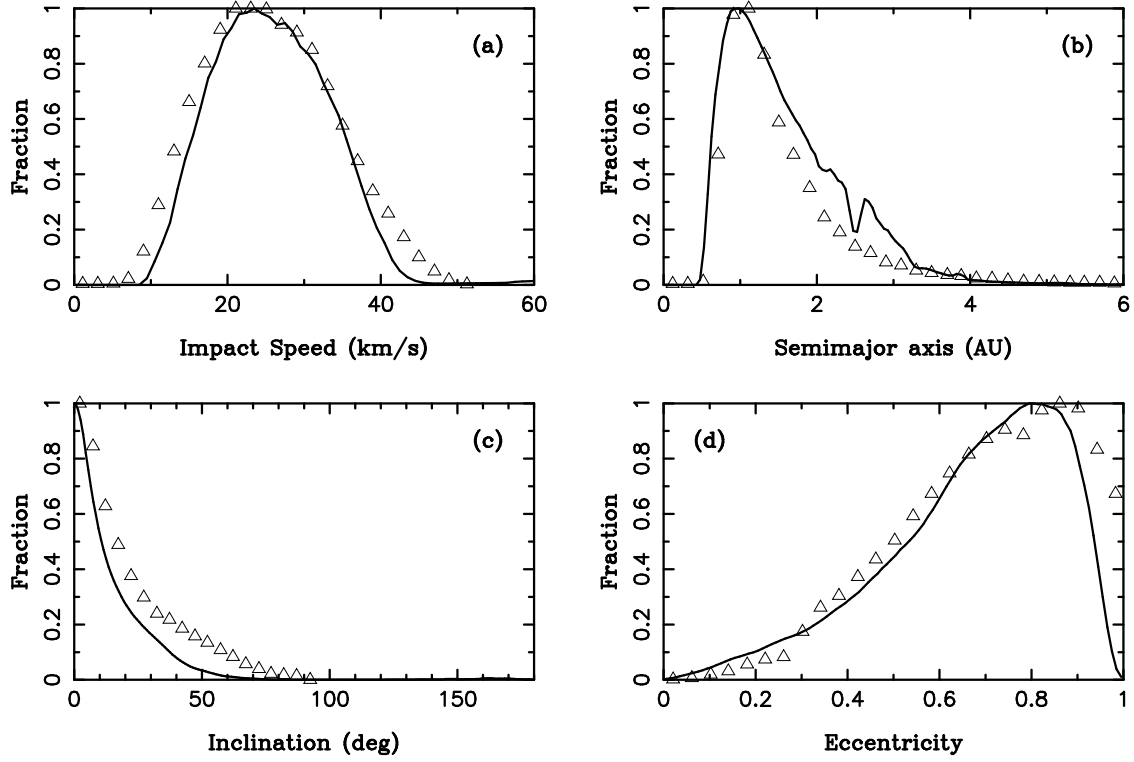 (a)
Fraction
0 0.2 0.4 0.6 0.8 1
0 20 40 60
Impact Speed (km/s)
(b)
Fraction
0 0.2 0.4 0.6 0.8 1
0 2 4 6
Semimajor axis (AU)
(c)
Fraction
0 0.2 0.4 0.6 0.8 1
0 50 100 150
Inclination (deg)
(d)
Fraction
0 0.2 0.4 0.6 0.8 1
0 0.2 0.4 0.6 0.8 1
Eccentricity